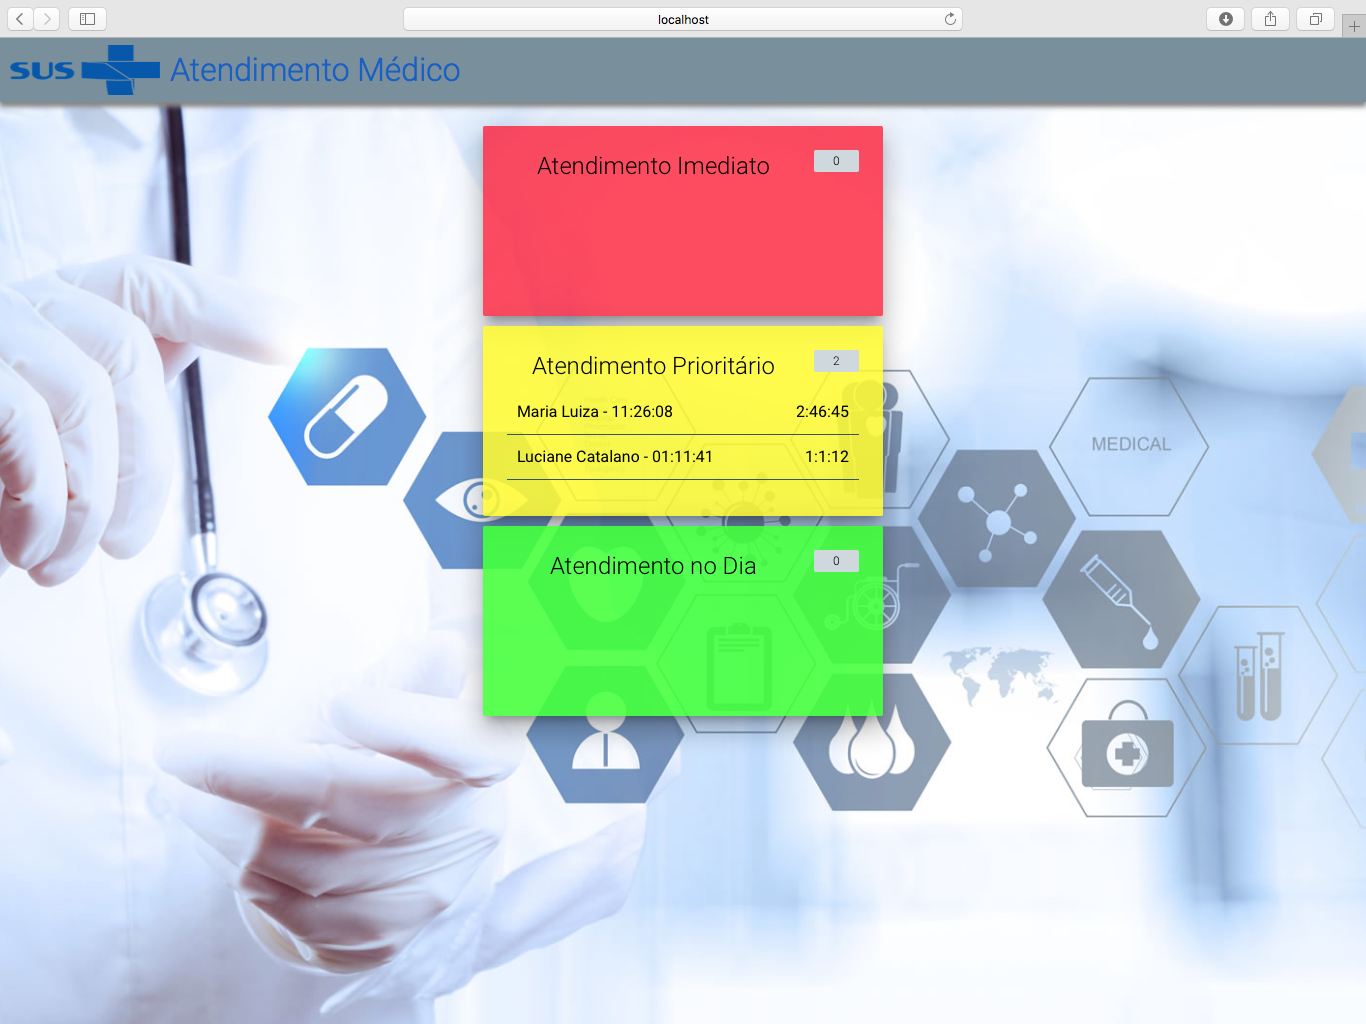 localhost
SUS Atendimento Médico
Atendimento Imediato 0
Atendimento Prioritário 2
Maria Luiza - 11:26:08 2:46:45
Luciane Catalano - 01:11:41 1:1:12
MEDICAL
Atendimento no Dia 0